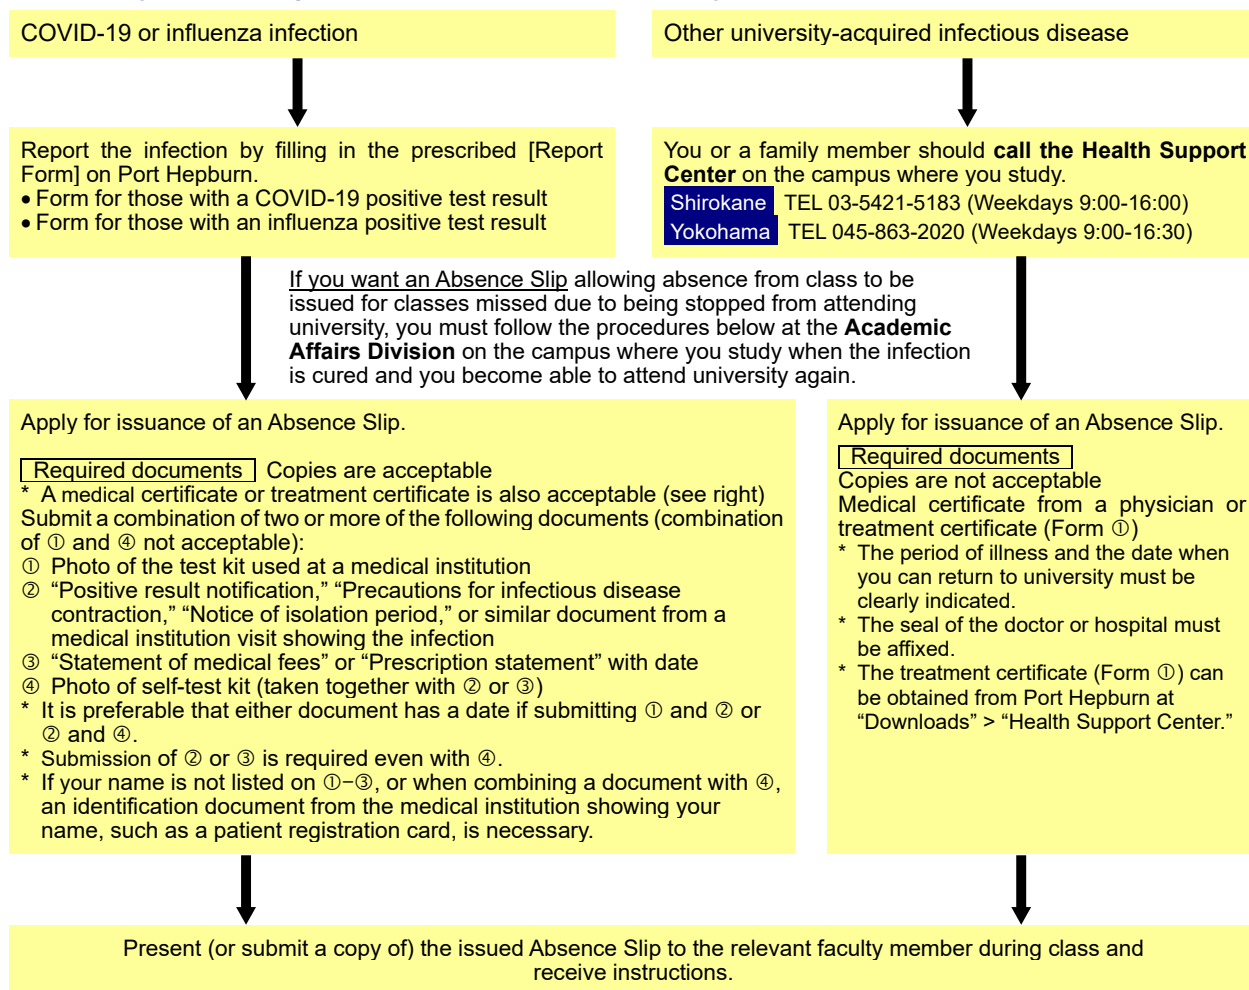 COVID-19 or influenza infection
Other university-acquired infectious disease
Report the infection by filling in the prescribed [Report
Form] on Port Hepburn.
• Form for those with a COVID-19 positive test result
• Form for those with an influenza positive test result
You or a family member should call the Health Support
Center on the campus where you study.
Shirokane TEL 03-5421-5183 (Weekdays 9:00-16:00)
Yokohama TEL 045-863-2020 (Weekdays 9:00-16:30)
If you want an Absence Slip allowing absence from class to be
issued for classes missed due to being stopped from attending
university, you must follow the procedures below at the Academic
Affairs Division on the campus where you study when the infection
is cured and you become able to attend university again.
Apply for issuance of an Absence Slip.
Required documents Copies are acceptable
* A medical certificate or treatment certificate is also acceptable (see right)
Submit a combination of two or more of the following documents (combination
of ① and ④ not acceptable):
① Photo of the test kit used at a medical institution
② “Positive result notification,” “Precautions for infectious disease
contraction,” “Notice of isolation period,” or similar document from a
medical institution visit showing the infection
③ “Statement of medical fees” or “Prescription statement” with date
④ Photo of self-test kit (taken together with ② or ③)
* It is preferable that either document has a date if submitting ① and ② or
② and ④.
* Submission of ② or ③ is required even with ④.
* If your name is not listed on ①–③, or when combining a document with ④,
an identification document from the medical institution showing your
name, such as a patient registration card, is necessary.
Apply for issuance of an Absence Slip.
Required documents
Copies are not acceptable
Medical certificate from a physician or
treatment certificate (Form ①)
* The period of illness and the date when
you can return to university must be
clearly indicated.
* The seal of the doctor or hospital must
be affixed.
* The treatment certificate (Form ①) can
be obtained from Port Hepburn at
“Downloads” > “Health Support Center.”
Present (or submit a copy of) the issued Absence Slip to the relevant faculty member during class and
receive instructions.